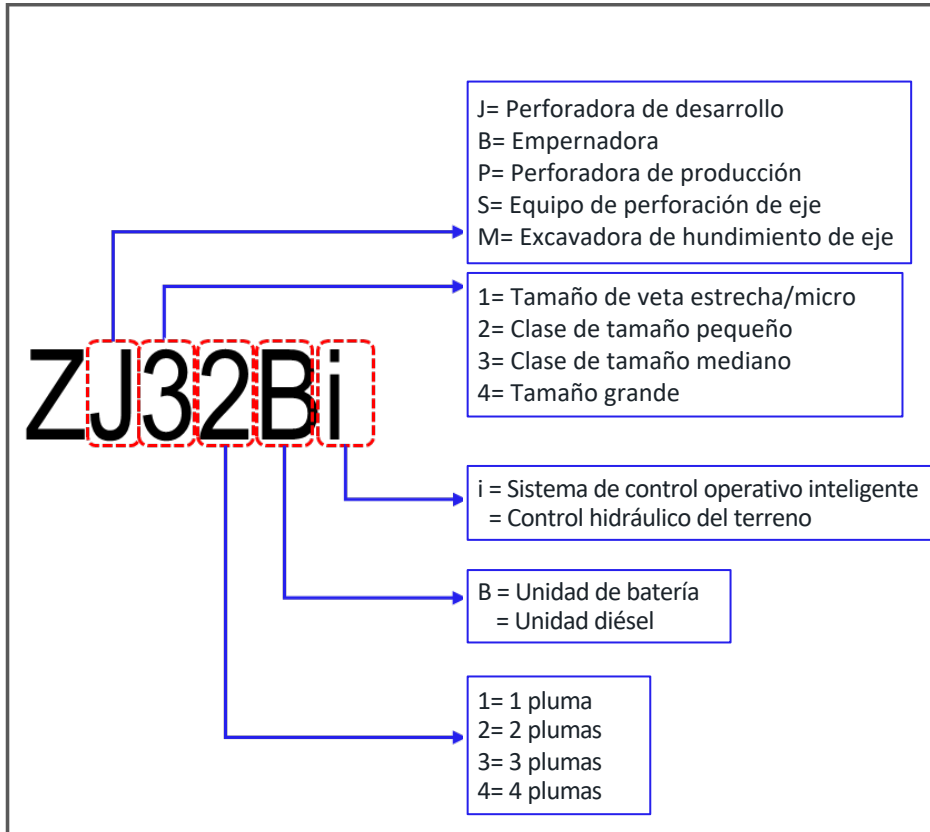 J= Perforadora de desarrollo
B= Empernadora
P= Perforadora de producción
S= Equipo de perforación de eje
M= Excavadora de hundimiento de eje
1= Tamaño de veta estrecha/micro
2= Clase de tamaño pequeño
3= Clase de tamaño mediano
4= Tamaño grande
ZJ32Bi
i = Sistema de control operativo inteligente
= Control hidráulico del terreno
B = Unidad de batería
= Unidad diésel
1= 1 pluma
2= 2 plumas
3= 3 plumas
4= 4 plumas